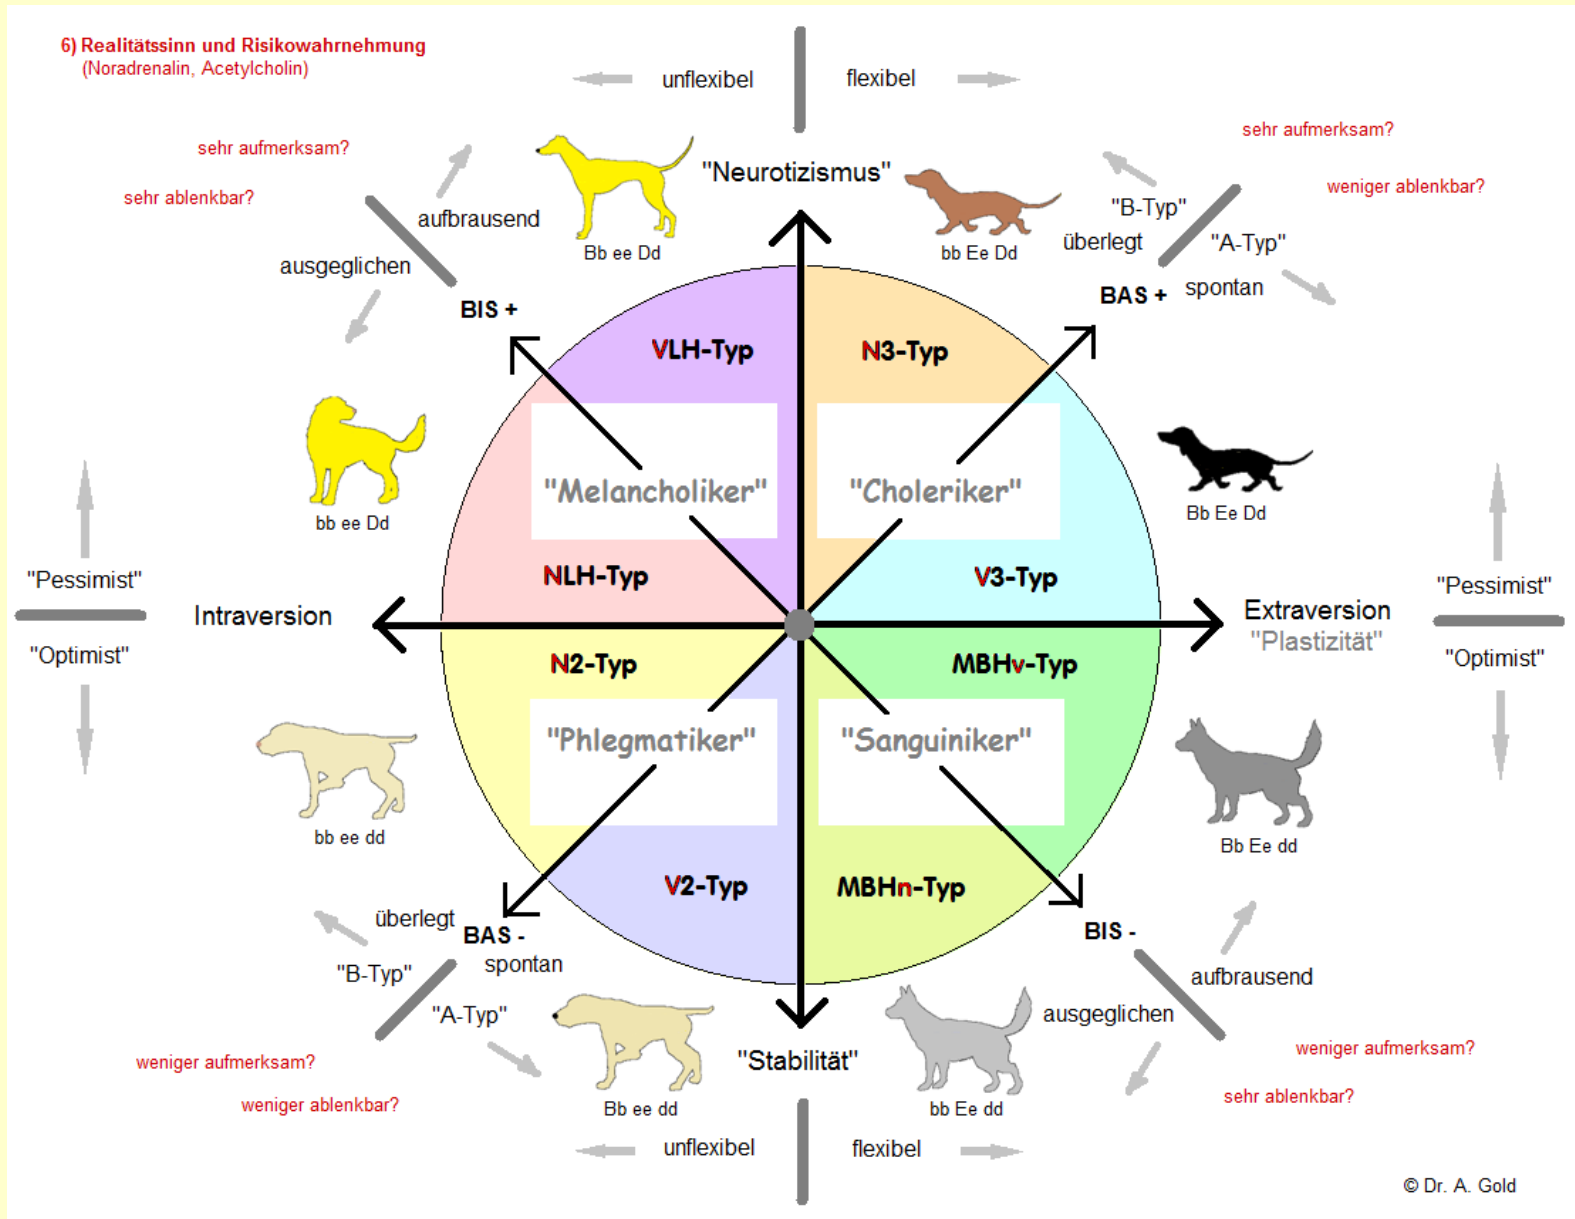 6) Realitätssinn und Risikowahrnehmung
(Noradrenalin, Acetylcholin)
unflexibel
flexibel
sehr aufmerksam?
sehr ablenkbar?
sehr aufmerksam?
weniger ablenkbar?
"Neurotizismus"
aufbrausend
ausgeglichen
Bb ee Dd
bb Ee Dd
"B-Typ"
überlegt
"A-Typ"
spontan
BIS +
BAS +
VLH-Typ
N3-Typ
bb ee Dd
"Melancholiker"
"Choleriker"
Bb Ee Dd
"Pessimist"
NLH-Typ
V3-Typ
"Pessimist"
Intraversion
Extraversion
"Plastizität"
"Optimist"
N2-Typ
MBHv-Typ
"Optimist"
"Phlegmatiker"
"Sanguiniker"
bb ee dd
Bb Ee dd
V2-Typ
MBHn-Typ
überlegt
BAS -
spontan
"B-Typ"
"A-Typ"
BIS -
aufbrausend
ausgeglichen
weniger aufmerksam?
weniger ablenkbar?
"Stabilität"
weniger aufmerksam?
sehr ablenkbar?
Bb ee dd
bb Ee dd
unflexibel
flexibel
© Dr. A. Gold